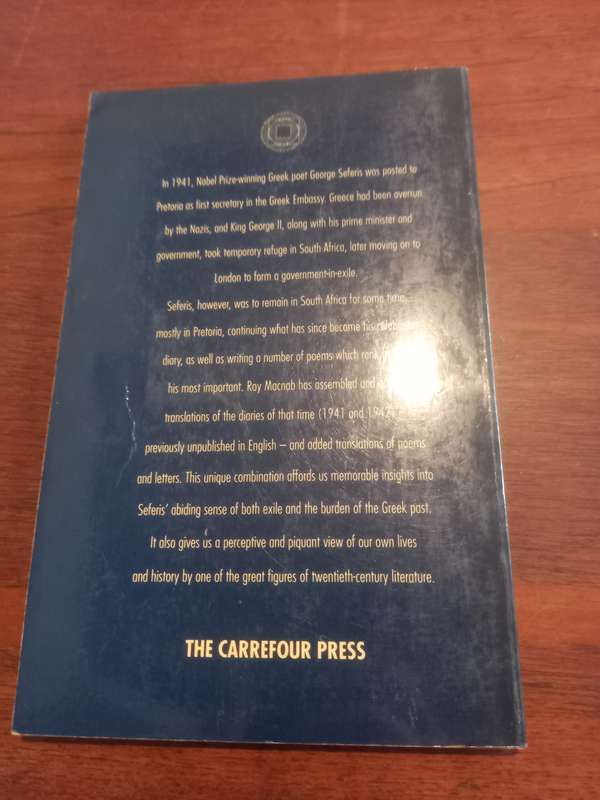 In 1941, Nobel Prize-winning Greek poet George Seferis was posted to
Pretoria as first secretary in the Greek Embassy. Greece had been overrun
by the Nazis, and King George II, along with his prime minister and
government, took temporary refuge in South Africa, later moving on to
London to form a government-in-exile.
Seferis, however, was to remain in South Africa for some time,
mostly in Pretoria, continuing what has since became his
diary, as well as writing a number of poems which rank
his most important. Roy Macnab has assembled and
translations of the diaries of that time (1941 and 1942
previously unpublished in English – and added translations of poems
and letters. This unique combination affords us memorable insights into
Seferis' abiding sense of both exile and the burden of the Greek past.
It also gives us a perceptive and piquant view of our own lives
and history by one of the great figures of twentieth-century literature.
THE CARREFOUR PRESS